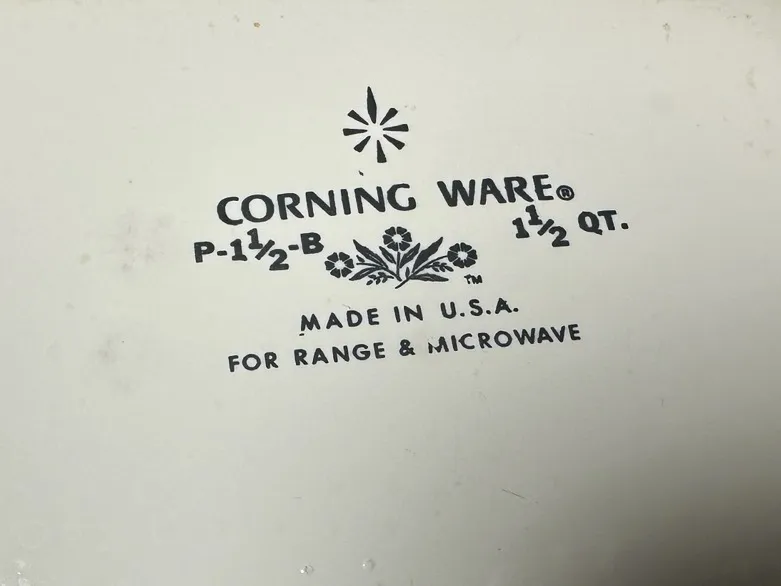 CORNING WARE®
P-1½-B 1½ QT.
TM
MADE IN U.S.A.
FOR RANGE & MICROWAVE